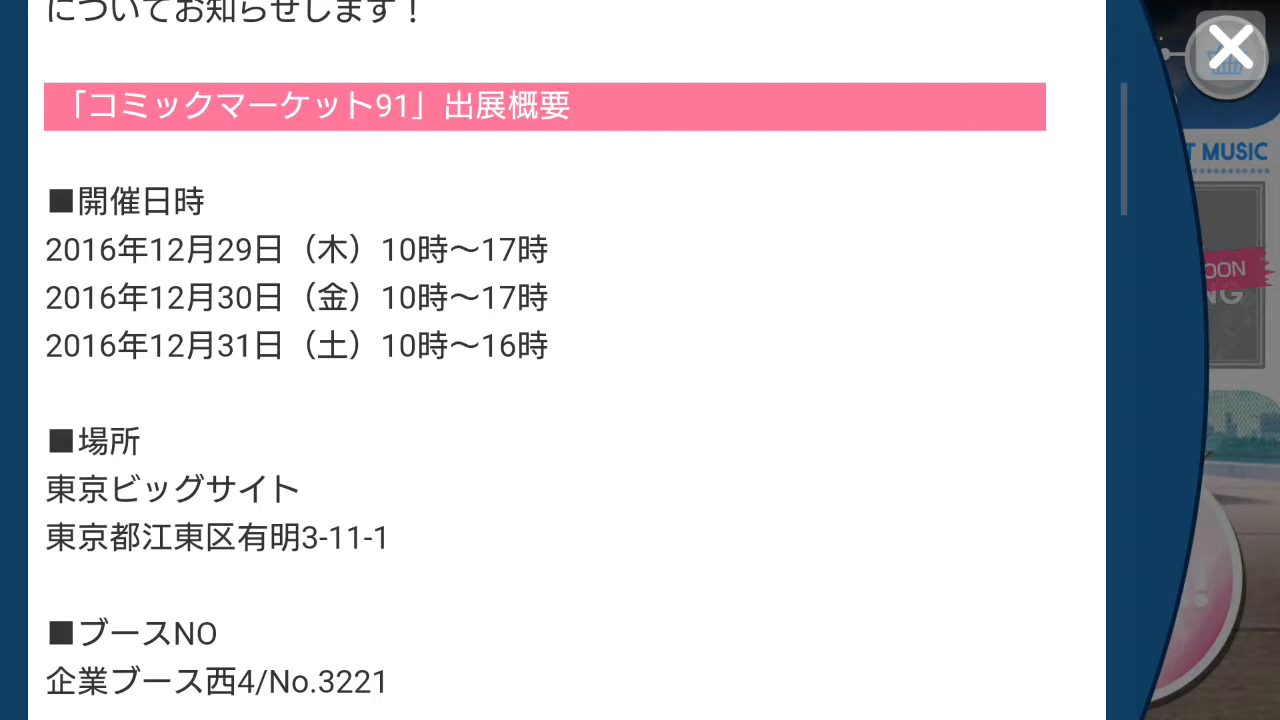 についてお知らせします！
「コミックマーケット91」出展概要
■開催日時
2016年12月29日（木）10時～17時
2016年12月30日（金）10時～17時
2016年12月31日（土）10時～16時
■場所
東京ビッグサイト
東京都江東区有明3-11-1
■ブースNO
企業ブース西4/No.3221
T MUSIC
OON
NG